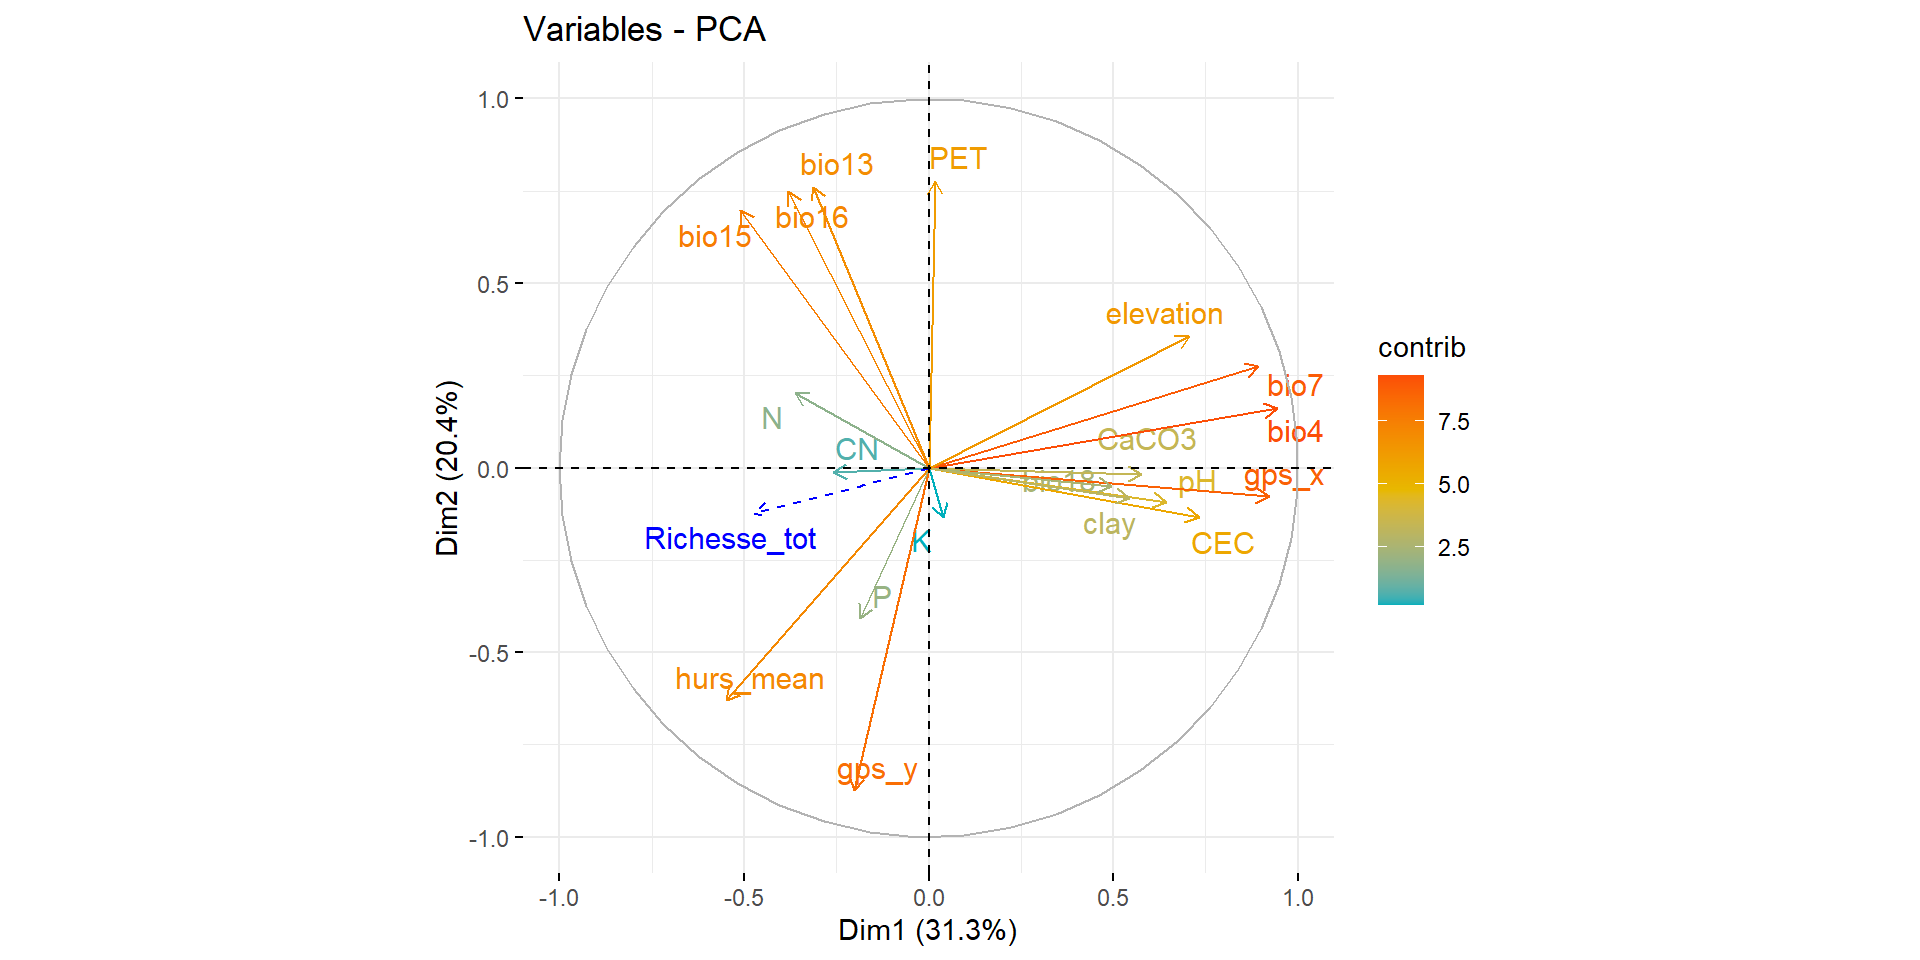 Variables - PCA
Dim2 (20.4%)
1.0
0.5
0.0
-0.5
-1.0
PET
bio13
bio16
bio15
elevation
bio7
bio4
CaCO3
N
CN
bio18
pH
gps_x
clay
CEC
Richesse_tot
K
P
hurs_mean
gps_y
-1.0
-0.5
0.0
0.5
1.0
Dim1 (31.3%)
contrib
7.5
5.0
2.5